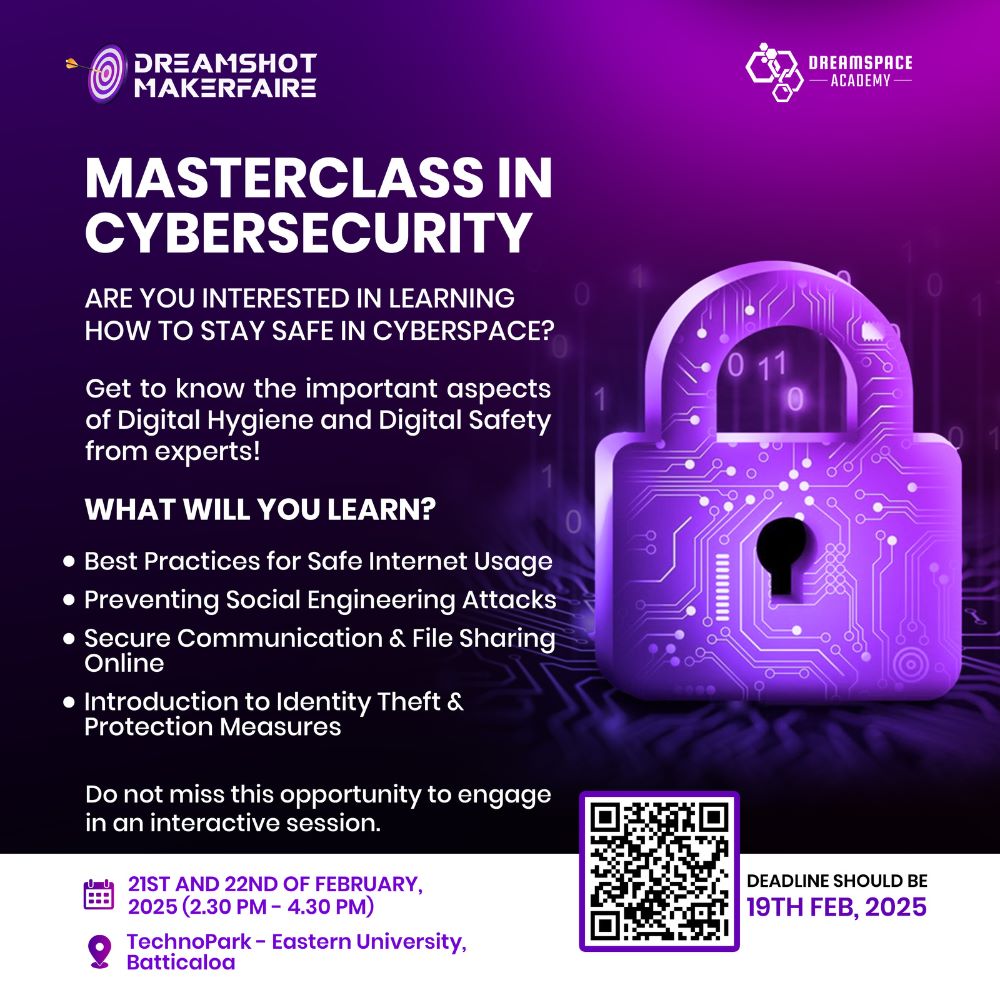 DREAMSHOT
MAKERFAIRE
DREAMSPACE
ACADEMY
MASTERCLASS IN
CYBERSECURITY
ARE YOU INTERESTED IN LEARNING
HOW TO STAY SAFE IN CYBERSPACE?
Get to know the important aspects
of Digital Hygiene and Digital Safety
from experts!
WHAT WILL YOU LEARN?
• Best Practices for Safe Internet Usage
• Preventing Social Engineering Attacks
• Secure Communication & File Sharing
Online
• Introduction to Identity Theft &
Protection Measures
Do not miss this opportunity to engage
in an interactive session.
21ST AND 22ND OF FEBRUARY,
2025 (2.30 PM - 4.30 PM)
TechnoPark - Eastern University,
Batticaloa
DEADLINE SHOULD BE
19TH FEB, 2025